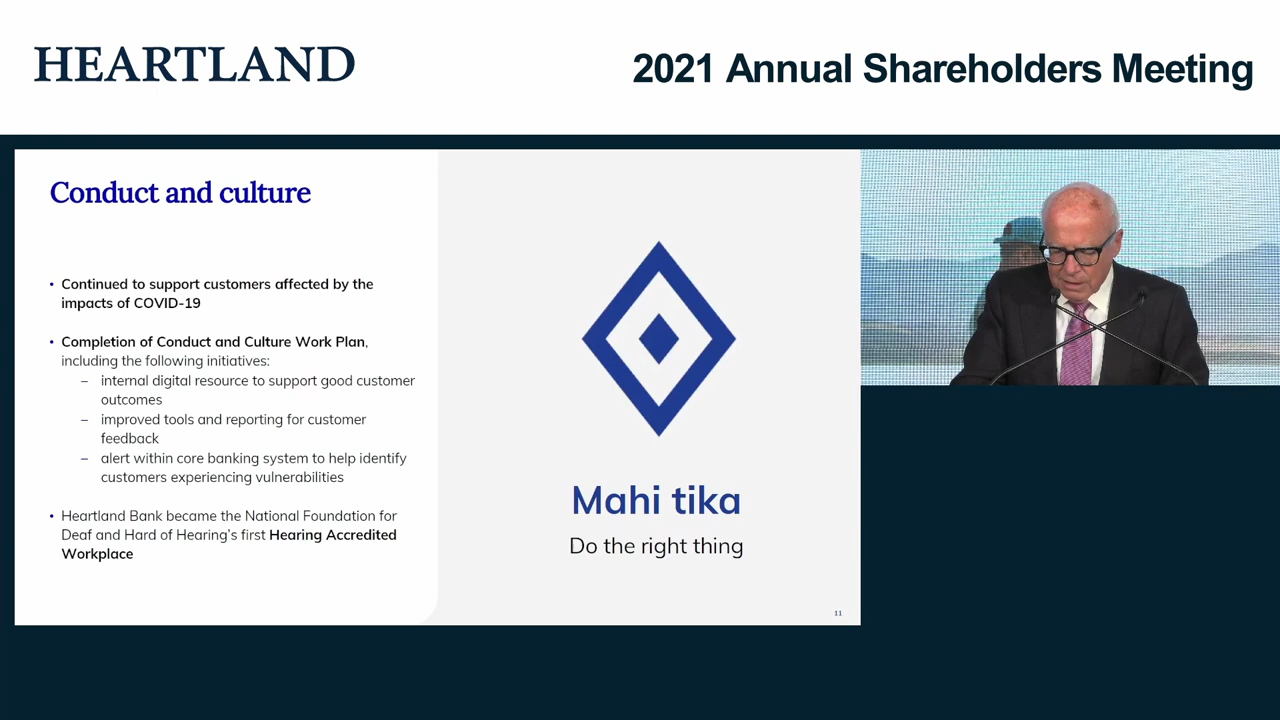 HEARTLAND
2021 Annual Shareholders Meeting
Conduct and culture
• Continued to support customers affected by the
impacts of COVID-19
• Completion of Conduct and Culture Work Plan,
including the following initiatives:
– internal digital resource to support good customer
outcomes
– improved tools and reporting for customer
feedback
– alert within core banking system to help identify
customers experiencing vulnerabilities
• Heartland Bank became the National Foundation for
Deaf and Hard of Hearing's first Hearing Accredited
Workplace
Mahi tika
Do the right thing
11